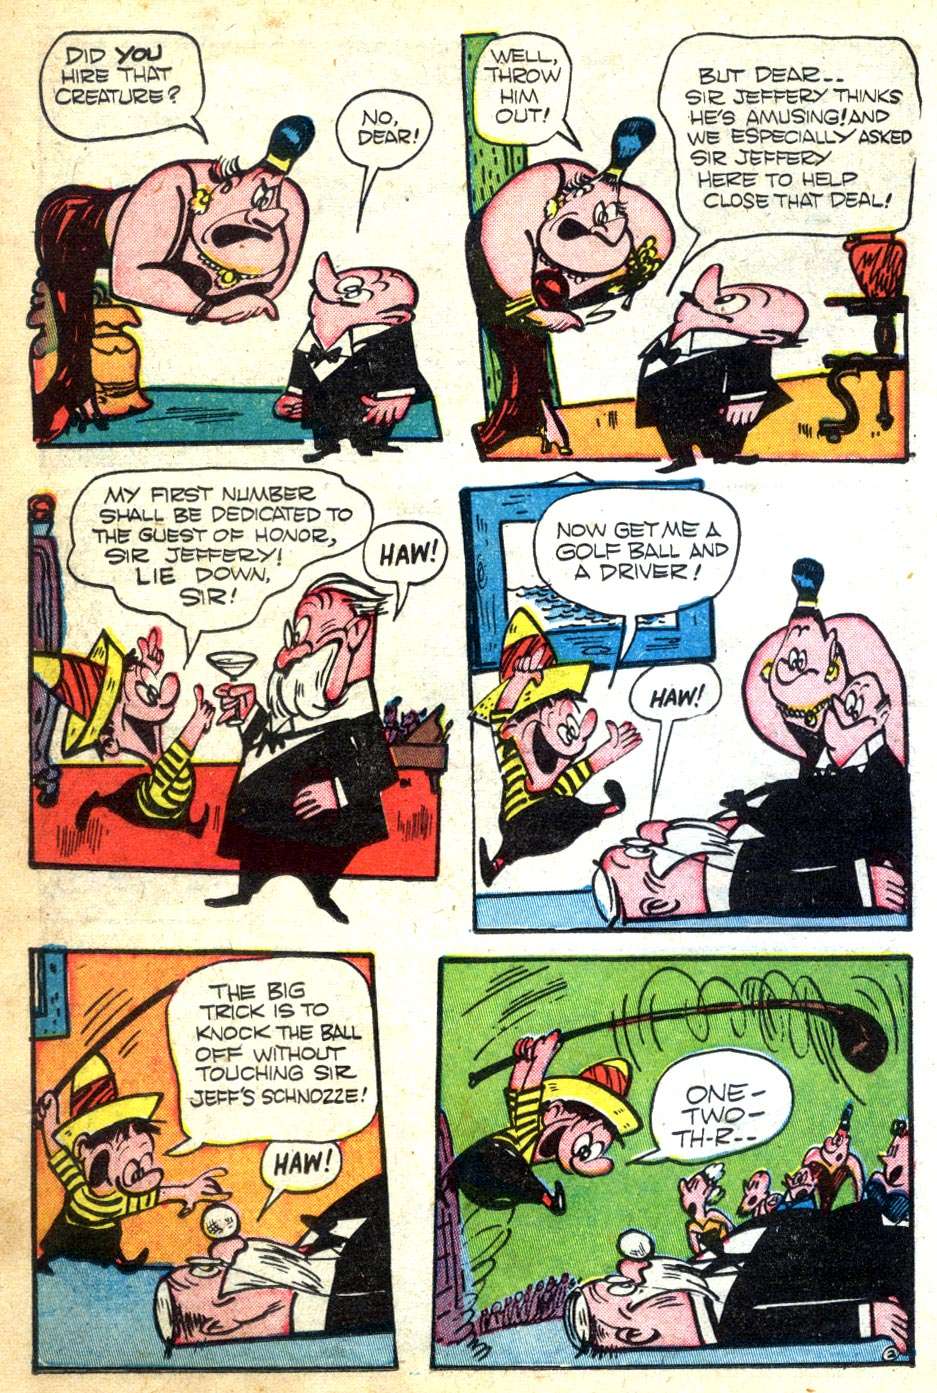 DID YOU
HIRE THAT
CREATURE?
NO,
DEAR!
WELL,
THROW
HIM
OUT!
BUT DEAR--
SIR JEFFERY THINKS
HE'S AMUSING! AND
WE ESPECIALLY ASKED
SIR JEFFERY
HERE TO HELP
CLOSE THAT DEAL!
MY FIRST NUMBER
SHALL BE DEDICATED TO
THE GUEST OF HONOR,
SIR JEFFERY!
LIE DOWN,
SIR!
HAW!
NOW GET ME A
GOLF BALL AND
A DRIVER!
HAW!
THE BIG
TRICK IS TO
KNOCK THE BALL
OFF WITHOUT
TOUCHING SIR
JEFF'S SCHNOZZE!
HAW!
ONE-
TWO-
TH-R--
2